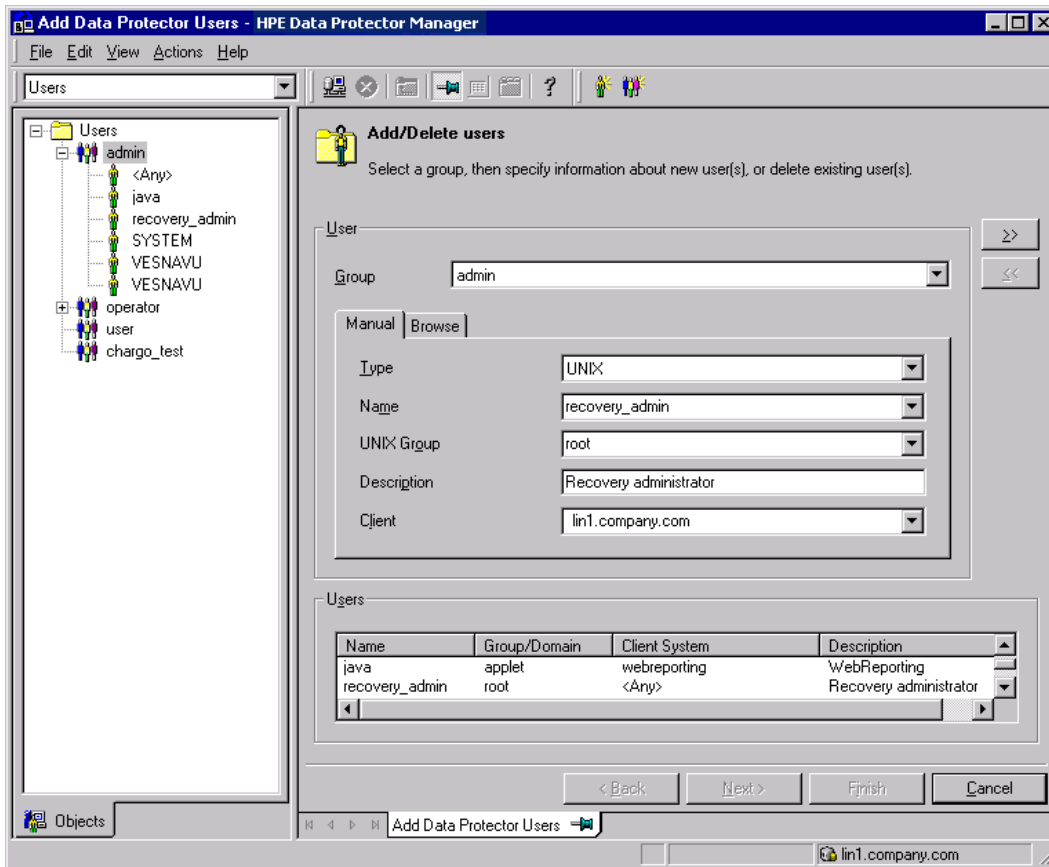 Add Data Protector Users - HPE Data Protector Manager
File Edit View Actions Help
Users
?
Users
admin
<Any>
java
recovery_admin
SYSTEM
VESNAVU
VESNAVU
operator
user
chargo_test
Objects
Add/Delete users
Select a group, then specify information about new user(s), or delete existing user(s).
User
>>
<<
Group admin
Manual Browse
Type UNIX
Name recovery_admin
UNIX Group root
Description Recovery administrator
Client lin1.company.com
Users
Name Group/Domain Client System Description
java applet webreporting WebReporting
recovery_admin root <Any> Recovery administrator
< Back Next > Finish Cancel
Add Data Protector Users
lin1.company.com